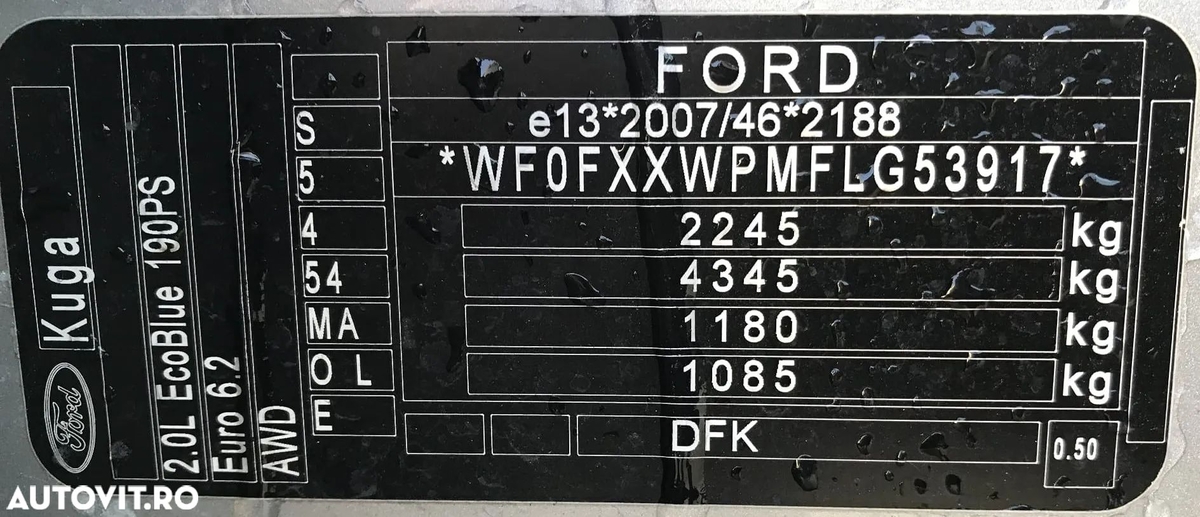 FORD
e13*2007/46*2188
*WF0FXXWPMFLG53917*
2245 kg
4345 kg
1180 kg
1085 kg
DFK
0.50
S
5
4
54
MA
O L
E
Ford Kuga
2.0L EcoBlue 190PS
Euro 6.2
AWD
AUTOVIT.RO